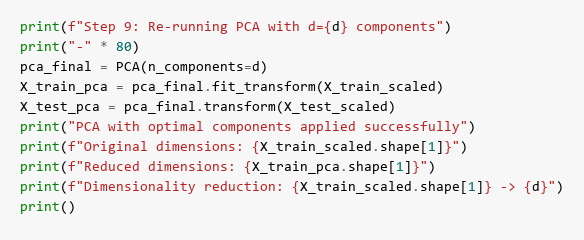 print(f"Step 9: Re-running PCA with d={d} components")
print("-" * 80)
pca_final = PCA(n_components=d)
X_train_pca = pca_final.fit_transform(X_train_scaled)
X_test_pca = pca_final.transform(X_test_scaled)
print("PCA with optimal components applied successfully")
print(f"Original dimensions: {X_train_scaled.shape[1]}")
print(f"Reduced dimensions: {X_train_pca.shape[1]}")
print(f"Dimensionality reduction: {X_train_scaled.shape[1]} -> {d}")
print()